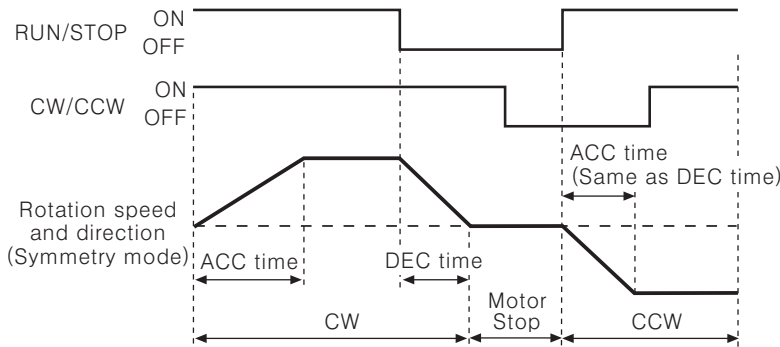 RUN/STOP
ON
OFF
CW/CCW
ON
OFF
ACC time
(Same as DEC time)
Rotation speed
and direction
(Symmetry mode)
ACC time
DEC time
CW
Motor
Stop
CCW